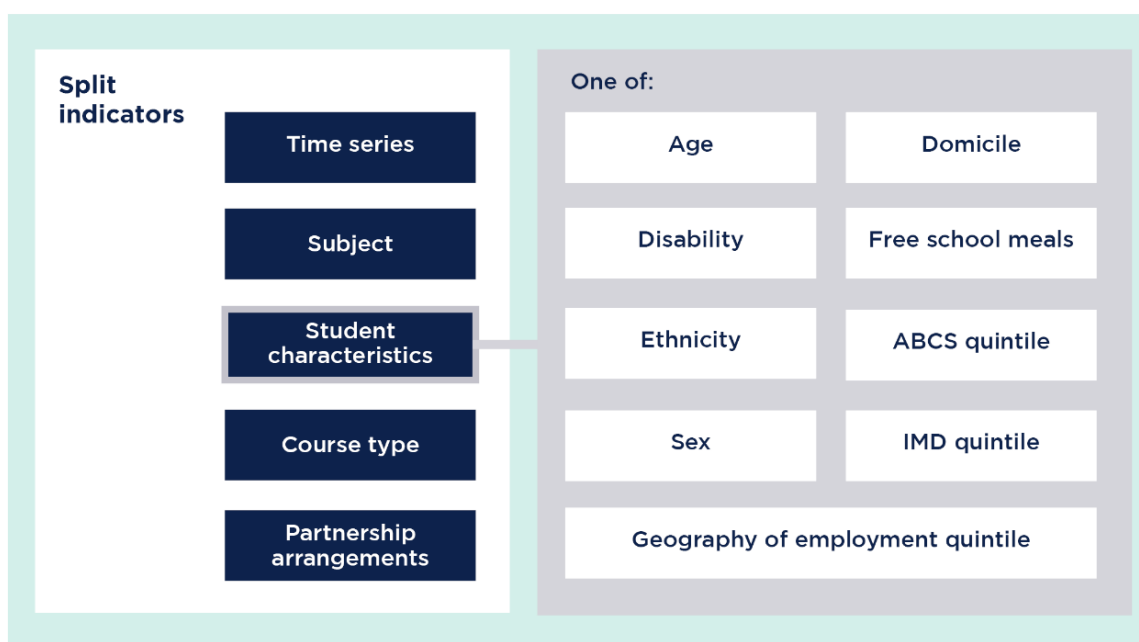 Split
indicators
Time series
Subject
Student
characteristics
Course type
Partnership
arrangements
One of:
Age
Domicile
Disability
Free school meals
Ethnicity
ABCS quintile
Sex
IMD quintile
Geography of employment quintile